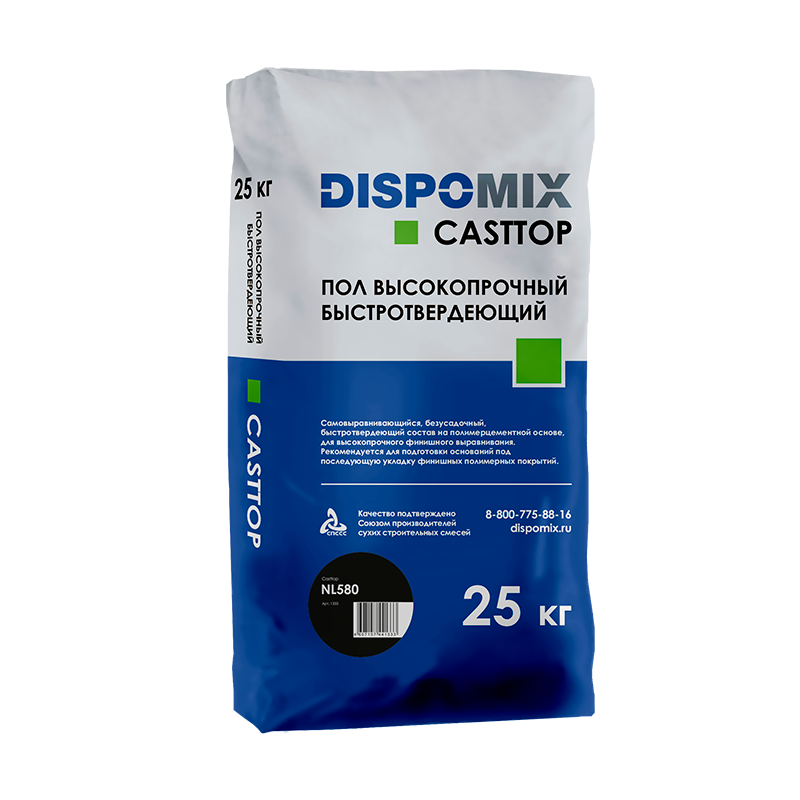 DISPOMIX
CASTTOP
ПОЛ ВЫСОКОПРОЧНЫЙ
БЫСТРОТВЕРДЕЮЩИЙ
Самовыравнивающийся, безусадочный,
быстротвердеющий состав на полимерцементной основе,
для высокопрочного финишного выравнивания.
Рекомендуется для подготовки оснований под
последующую укладку финишных полимерных покрытий.
СПССС
Качество подтверждено
Союзом производителей
сухих строительных смесей
8-800-775-88-16
dispomix.ru
Casttop
NL580
25 кг
25 кг
ПОЛ ВЫСОКОПРОЧНЫЙ
БЫСТРОТВЕРДЕЮЩИЙ
CASTTOP